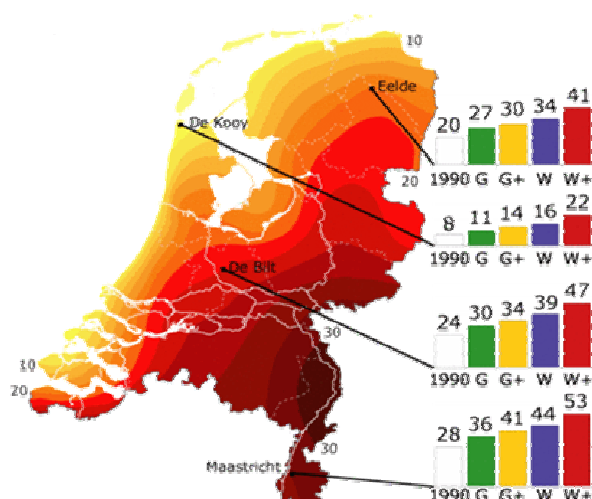 10
Eelde
De Kooy
20
De Bilt
30
10
20
30
Maastricht
20 27 30 34 41
1990 G G+ W W+
8 11 14 16 22
1990 G G+ W W+
24 30 34 39 47
1990 G G+ W W+
28 36 41 44 53
1990 G G+ W W+